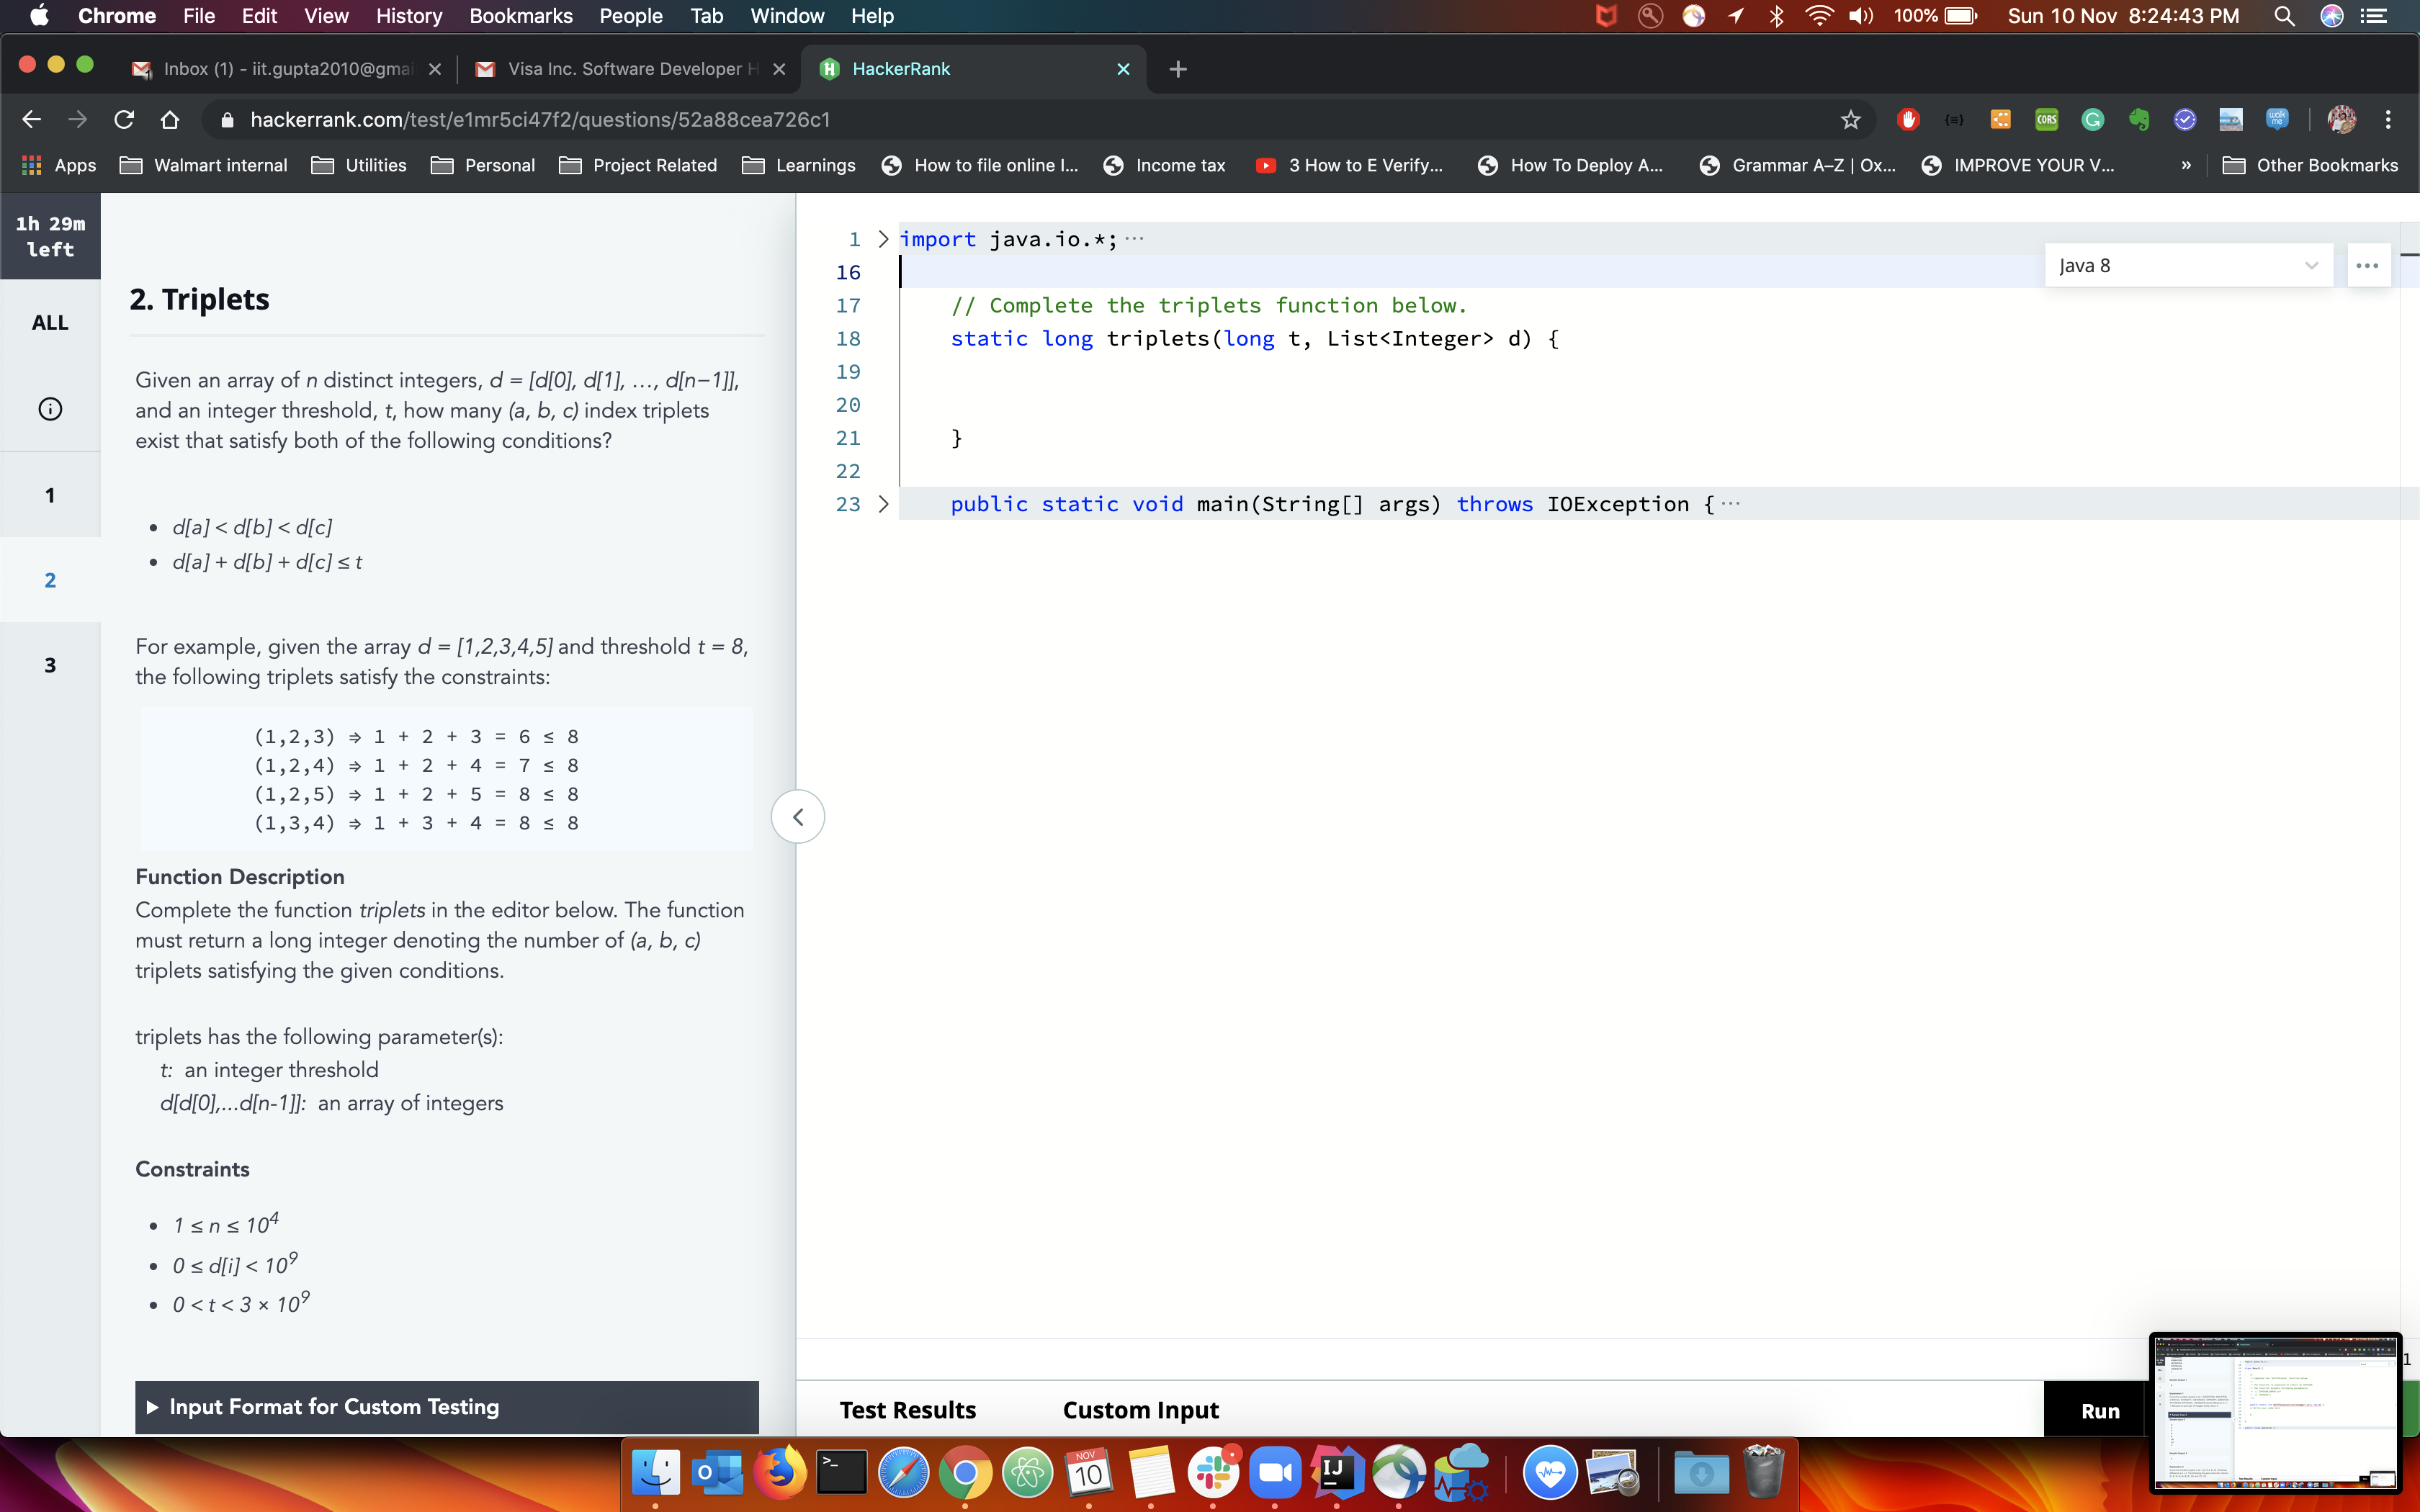 Chrome File Edit View History Bookmarks People Tab Window Help 100% Sun 10 Nov 8:24:43 PM
Inbox (1) - iit.gupta2010@gmai Visa Inc. Software Developer H HackerRank
hackerrank.com/test/e1mr5ci47f2/questions/52a88cea726c1
CORS
Apps Walmart internal Utilities Personal Project Related Learnings How to file online I... Income tax 3 How to E Verify... How To Deploy A... Grammar A–Z | Ox... IMPROVE YOUR V... » Other Bookmarks
1h 29m
left
ALL
1
2
3
2. Triplets
Given an array of n distinct integers, d = [d[0], d[1], …, d[n−1]],
and an integer threshold, t, how many (a, b, c) index triplets
exist that satisfy both of the following conditions?
• d[a] < d[b] < d[c]
• d[a] + d[b] + d[c] ≤ t
For example, given the array d = [1,2,3,4,5] and threshold t = 8,
the following triplets satisfy the constraints:
(1,2,3) ⇒ 1 + 2 + 3 = 6 ≤ 8
(1,2,4) ⇒ 1 + 2 + 4 = 7 ≤ 8
(1,2,5) ⇒ 1 + 2 + 5 = 8 ≤ 8
(1,3,4) ⇒ 1 + 3 + 4 = 8 ≤ 8
Function Description
Complete the function triplets in the editor below. The function
must return a long integer denoting the number of (a, b, c)
triplets satisfying the given conditions.
triplets has the following parameter(s):
t: an integer threshold
d[d[0],...d[n-1]]: an array of integers
Constraints
• 1 ≤ n ≤ 10⁴
• 0 ≤ d[i] < 10⁹
• 0 < t < 3 × 10⁹
Input Format for Custom Testing
1 import java.io.*; ···
Java 8
16
17 // Complete the triplets function below.
18 static long triplets(long t, List<Integer> d) {
19
20
21 }
22
23 public static void main(String[] args) throws IOException { ···
Test Results Custom Input Run
NOV
10